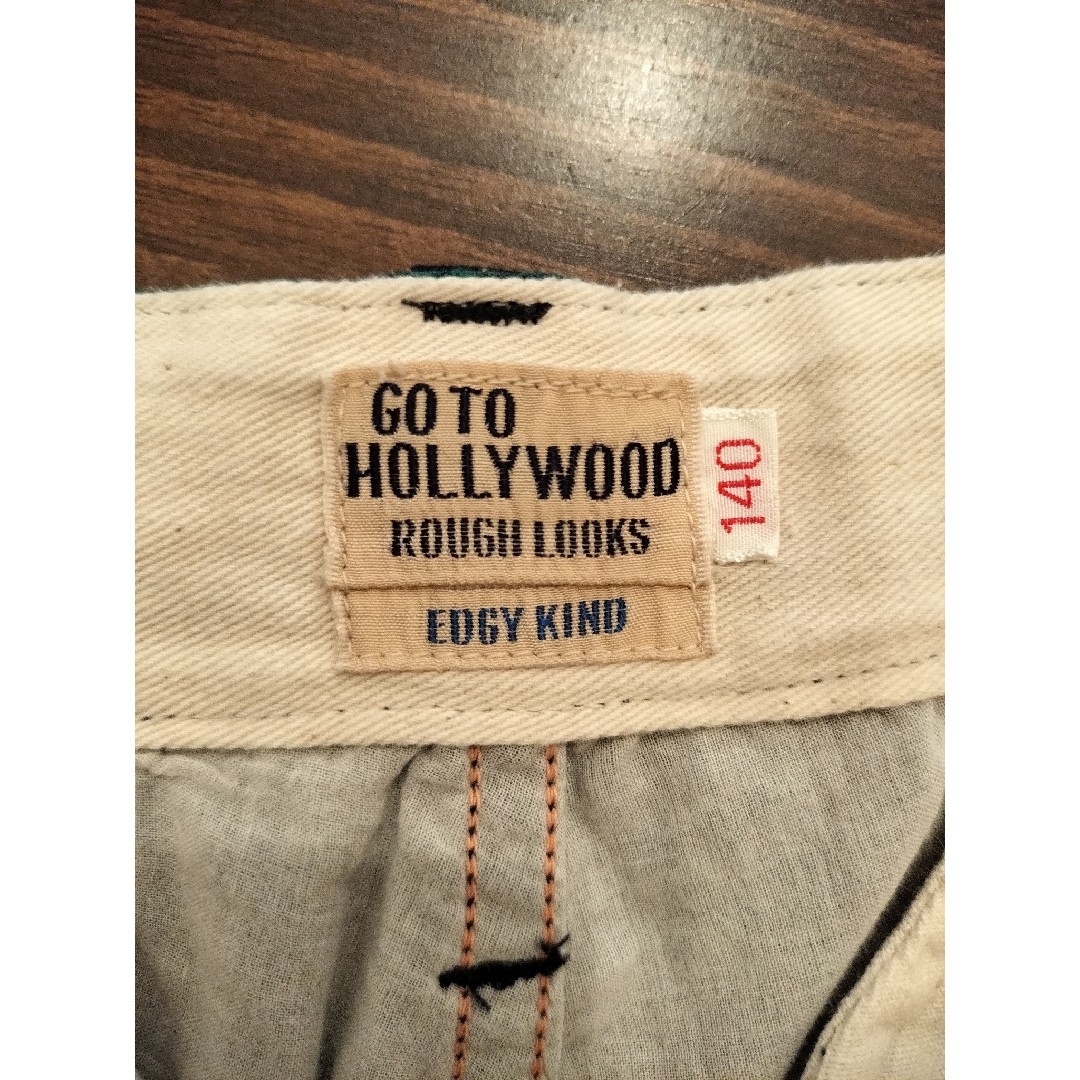 GO TO
HOLLYWOOD
ROUGH LOOKS
EDGY KIND
140